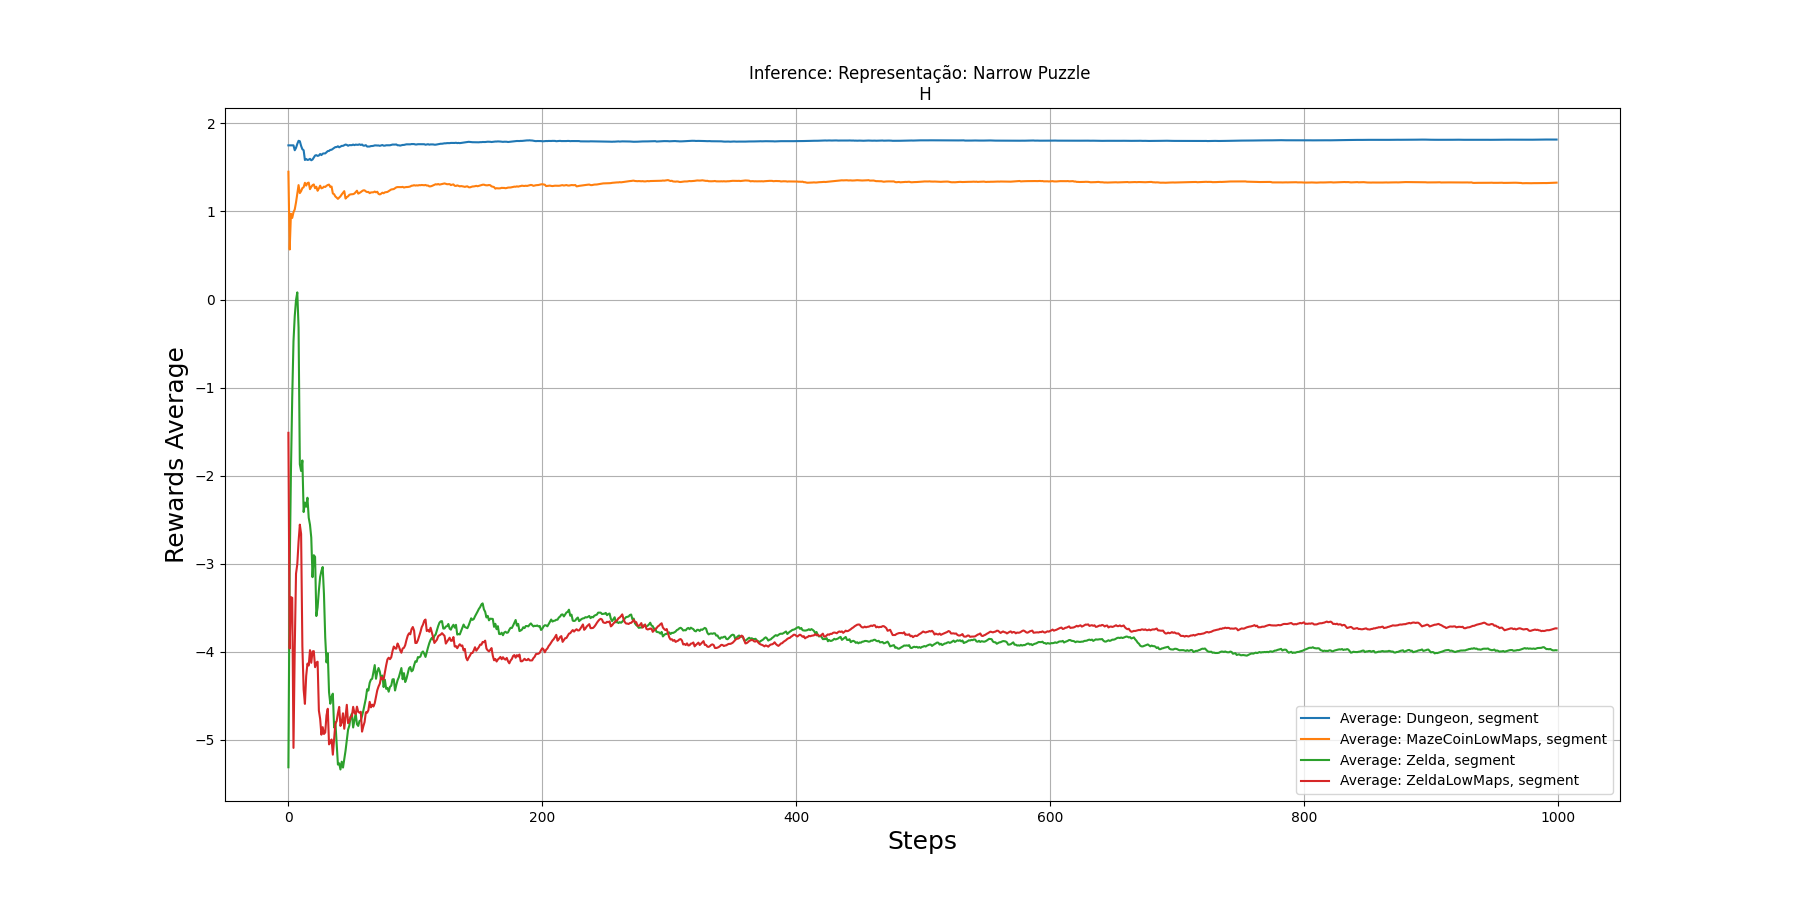 Inference: Representação: Narrow Puzzle
H
Rewards Average
2
1
0
−1
−2
−3
−4
−5
0 200 400 600 800 1000
Steps
Average: Dungeon, segment
Average: MazeCoinLowMaps, segment
Average: Zelda, segment
Average: ZeldaLowMaps, segment